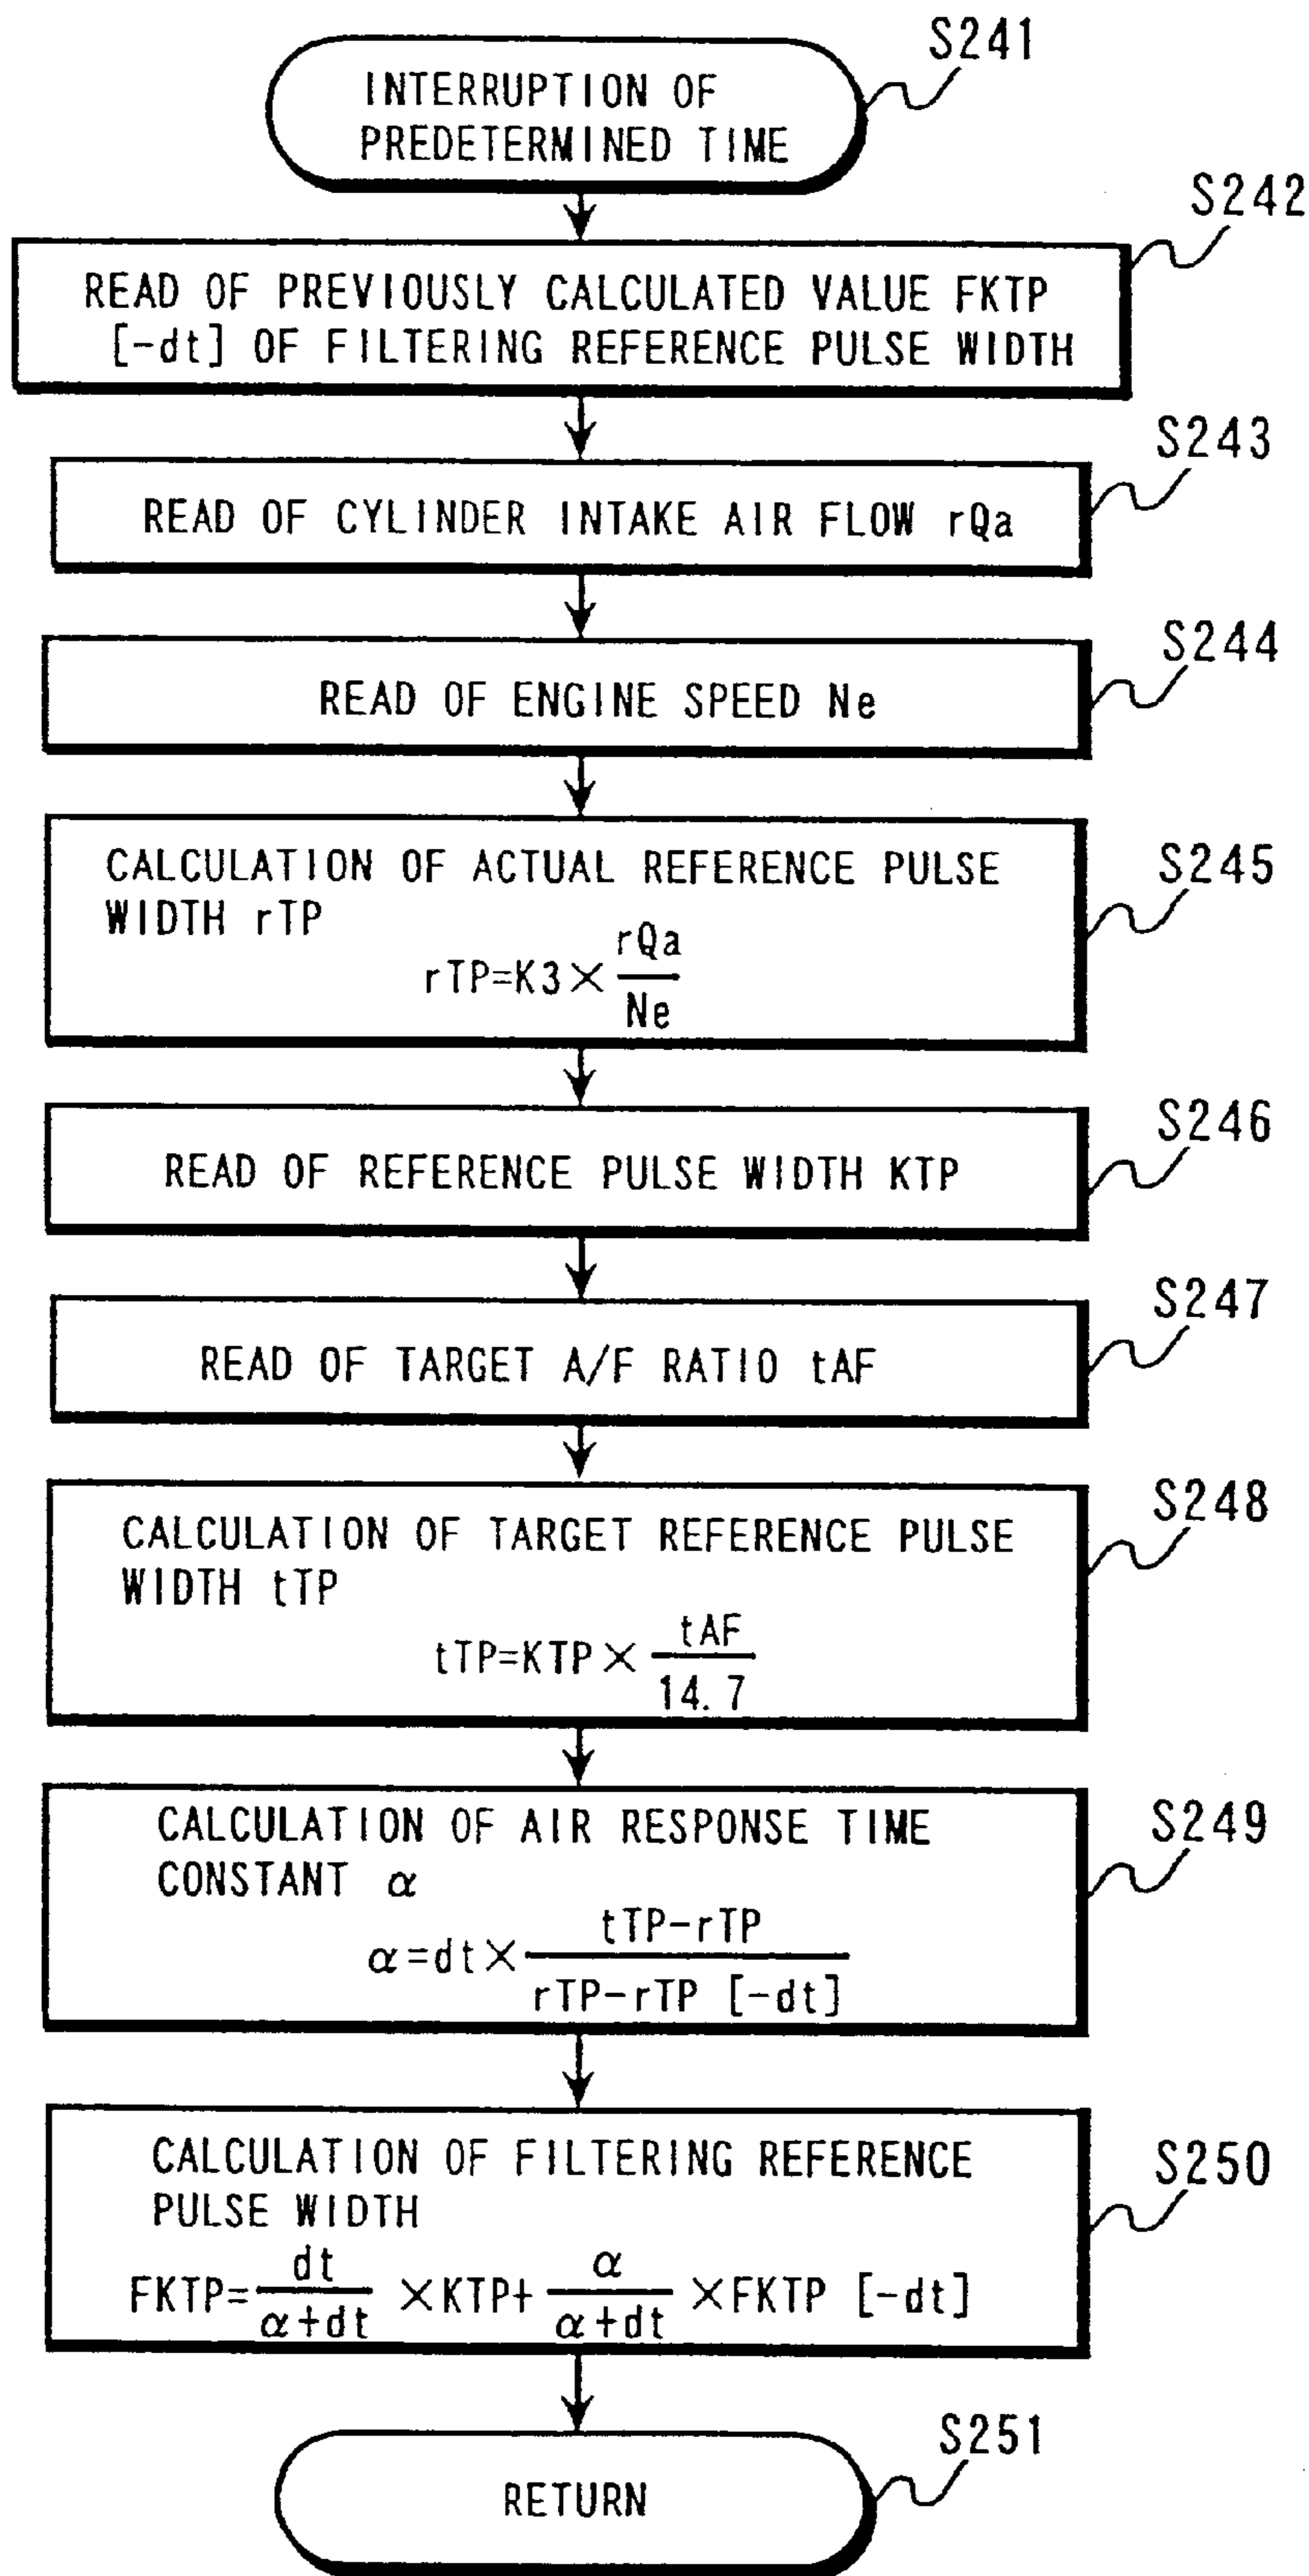 S241
INTERRUPTION OF
PREDETERMINED TIME
S242
READ OF PREVIOUSLY CALCULATED VALUE FKTP
[-dt] OF FILTERING REFERENCE PULSE WIDTH
S243
READ OF CYLINDER INTAKE AIR FLOW rQa
S244
READ OF ENGINE SPEED Ne
S245
CALCULATION OF ACTUAL REFERENCE PULSE
WIDTH rTP
rTP=K3×rQa/Ne
S246
READ OF REFERENCE PULSE WIDTH KTP
S247
READ OF TARGET A/F RATIO tAF
S248
CALCULATION OF TARGET REFERENCE PULSE
WIDTH tTP
tTP=KTP×tAF/14.7
S249
CALCULATION OF AIR RESPONSE TIME
CONSTANT α
α=dt×(tTP-rTP)/(rTP-rTP [-dt])
S250
CALCULATION OF FILTERING REFERENCE
PULSE WIDTH
FKTP=dt/(α+dt) ×KTP+α/(α+dt) ×FKTP [-dt]
S251
RETURN